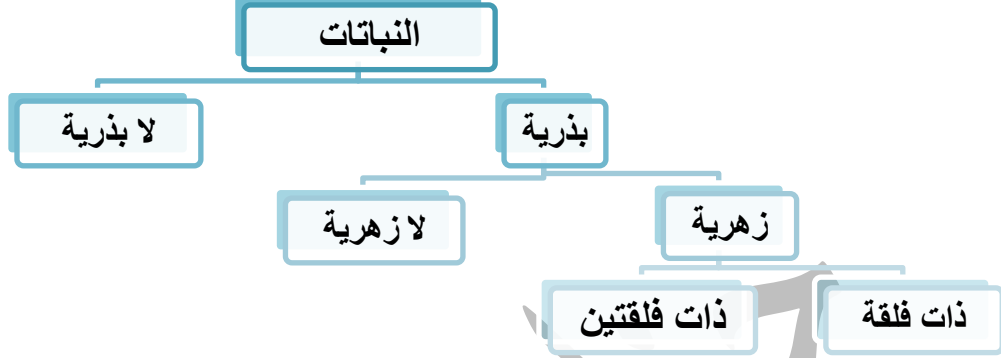 النباتات
بذرية
لا بذرية
زهرية
لا زهرية
ذات فلقة
ذات فلقتين